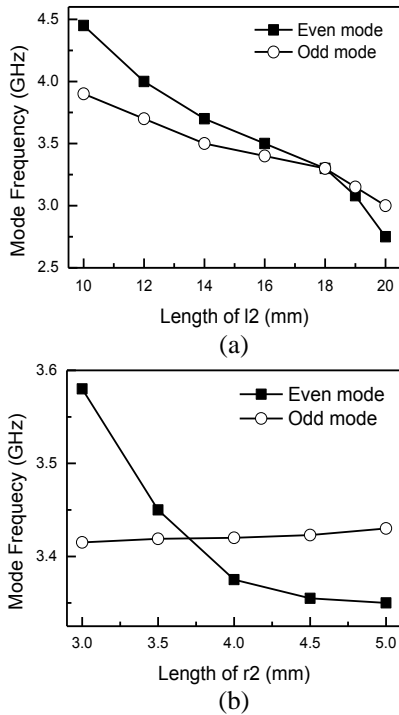 4.5
4.0
3.5
3.0
2.5
Mode Frequency (GHz)
Even mode
Odd mode
10 12 14 16 18 20
Length of l2 (mm)
(a)
3.6
3.5
3.4
Mode Frequecy (GHz)
Even mode
Odd mode
3.0 3.5 4.0 4.5 5.0
Length of r2 (mm)
(b)